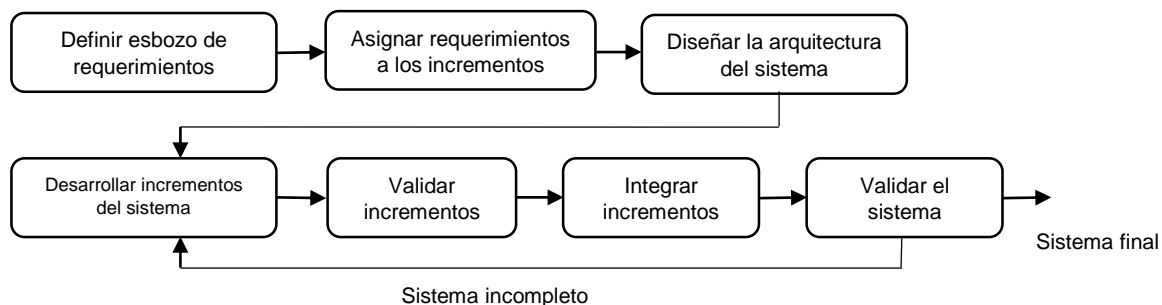 Definir esbozo de
requerimientos
Asignar requerimientos
a los incrementos
Diseñar la arquitectura
del sistema
Desarrollar incrementos
del sistema
Validar
incrementos
Integrar
incrementos
Validar el
sistema
Sistema final
Sistema incompleto